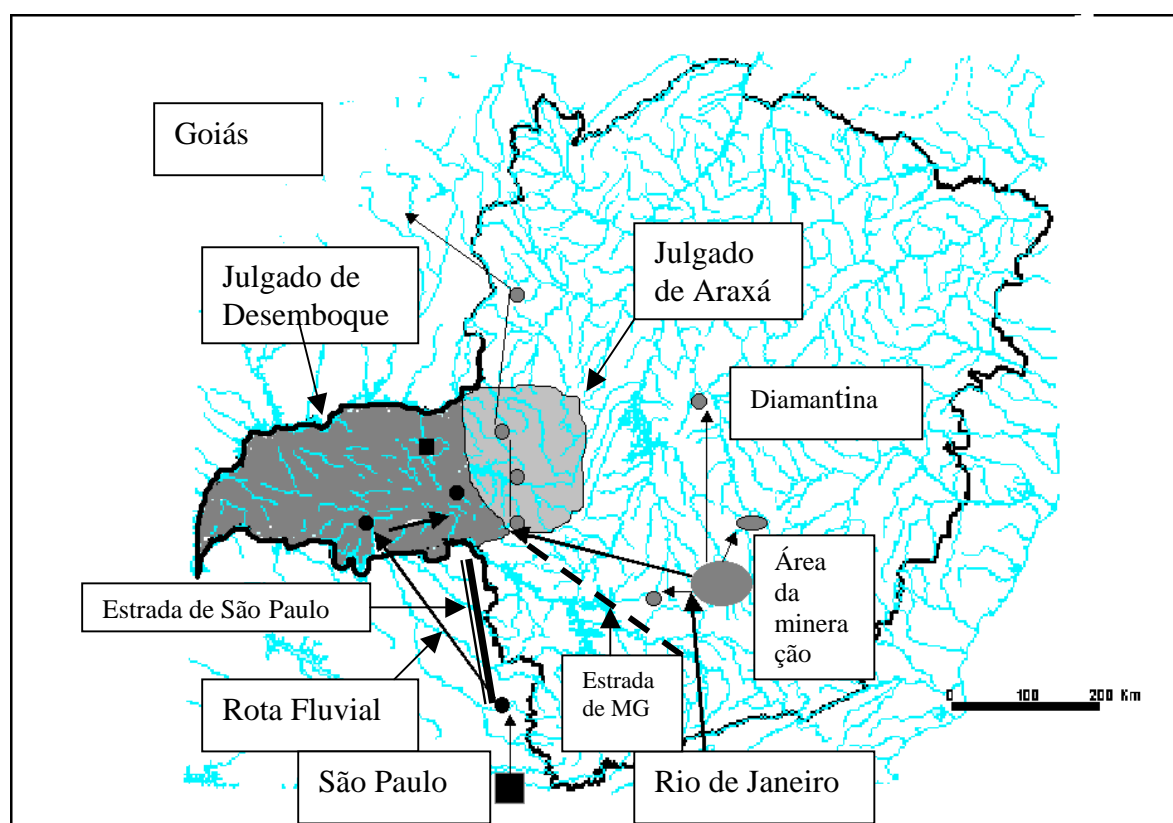 Goiás
Julgado de
Desemboque
Julgado
de Araxá
Diamantina
Estrada de São Paulo
Área
da
minera
ção
Estrada
de MG
Rota Fluvial
São Paulo
Rio de Janeiro
0 100 200 Km